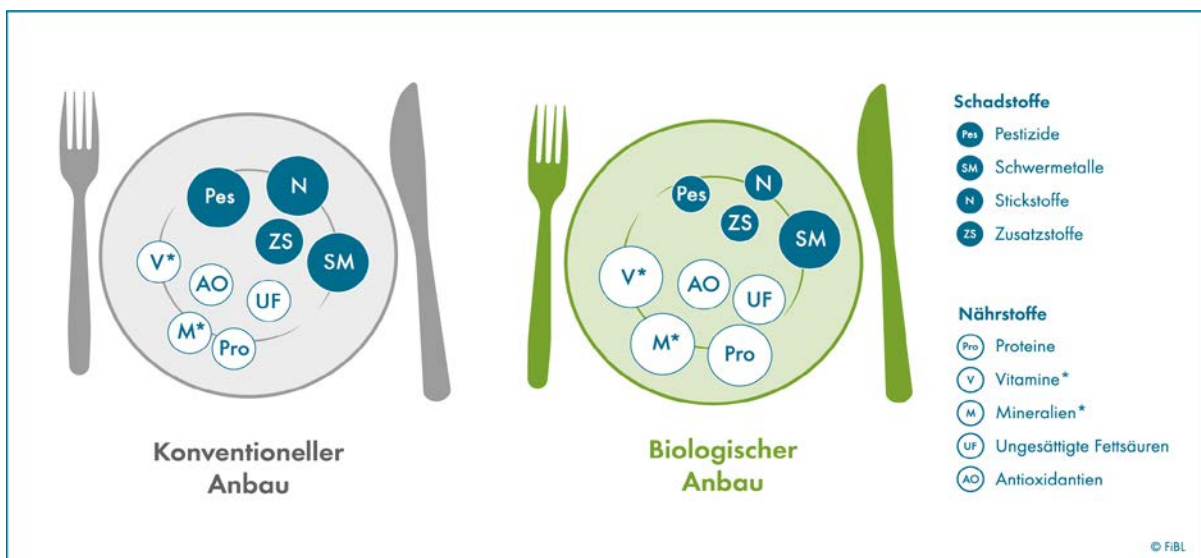 Pes
N
ZS
SM
V*
AO
UF
M*
Pro
Konventioneller
Anbau
Pes
N
ZS
SM
V*
AO
UF
M*
Pro
Biologischer
Anbau
Schadstoffe
Pes Pestizide
SM Schwermetalle
N Stickstoffe
ZS Zusatzstoffe
Nährstoffe
Pro Proteine
V Vitamine*
M Mineralien*
UF Ungesättigte Fettsäuren
AO Antioxidantien
© FiBL